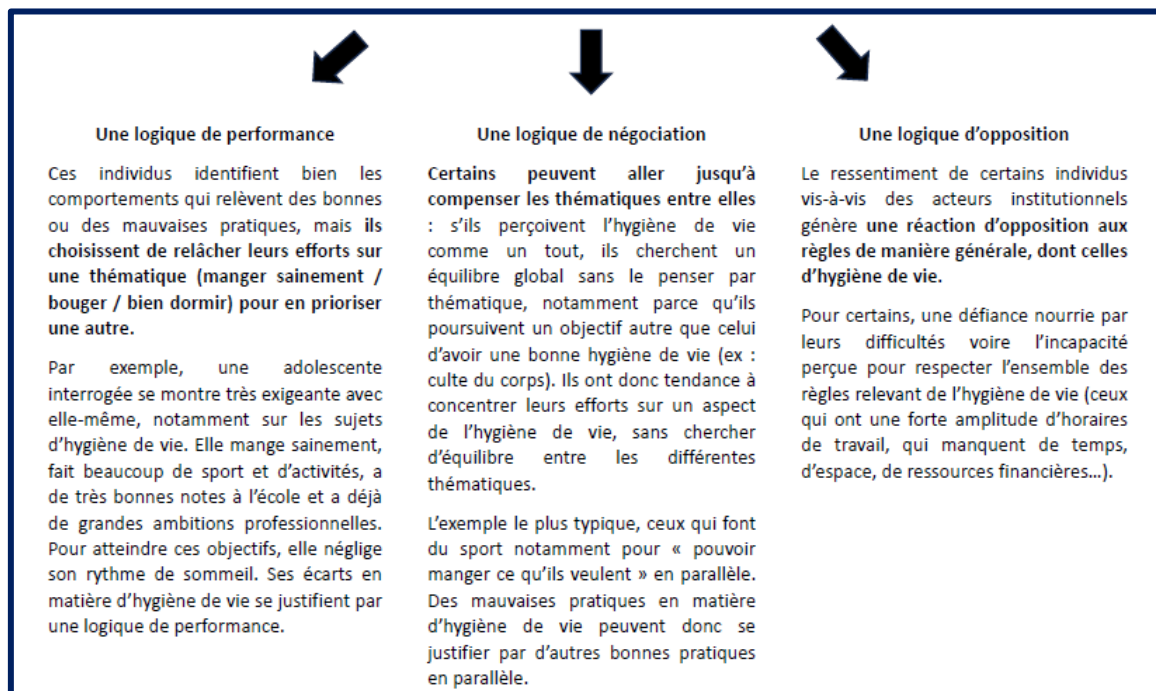 Une logique de performance
Ces individus identifient bien les
comportements qui relèvent des bonnes
ou des mauvaises pratiques, mais ils
choisissent de relâcher leurs efforts sur
une thématique (manger sainement /
bouger / bien dormir) pour en prioriser
une autre.
Par exemple, une adolescente
interrogée se montre très exigeante avec
elle-même, notamment sur les sujets
d’hygiène de vie. Elle mange sainement,
fait beaucoup de sport et d’activités, a
de très bonnes notes à l’école et a déjà
de grandes ambitions professionnelles.
Pour atteindre ces objectifs, elle néglige
son rythme de sommeil. Ses écarts en
matière d’hygiène de vie se justifient par
une logique de performance.
Une logique de négociation
Certains peuvent aller jusqu’à
compenser les thématiques entre elles
: s’ils perçoivent l’hygiène de vie
comme un tout, ils cherchent un
équilibre global sans le penser par
thématique, notamment parce qu’ils
poursuivent un objectif autre que celui
d’avoir une bonne hygiène de vie (ex :
culte du corps). Ils ont donc tendance à
concentrer leurs efforts sur un aspect
de l’hygiène de vie, sans chercher
d’équilibre entre les différentes
thématiques.
L’exemple le plus typique, ceux qui font
du sport notamment pour « pouvoir
manger ce qu’ils veulent » en parallèle.
Des mauvaises pratiques en matière
d’hygiène de vie peuvent donc se
justifier par d’autres bonnes pratiques
en parallèle.
Une logique d’opposition
Le ressentiment de certains individus
vis-à-vis des acteurs institutionnels
génère une réaction d’opposition aux
règles de manière générale, dont celles
d’hygiène de vie.
Pour certains, une défiance nourrie par
leurs difficultés voire l’incapacité
perçue pour respecter l’ensemble des
règles relevant de l’hygiène de vie (ceux
qui ont une forte amplitude d’horaires
de travail, qui manquent de temps,
d’espace, de ressources financières…).